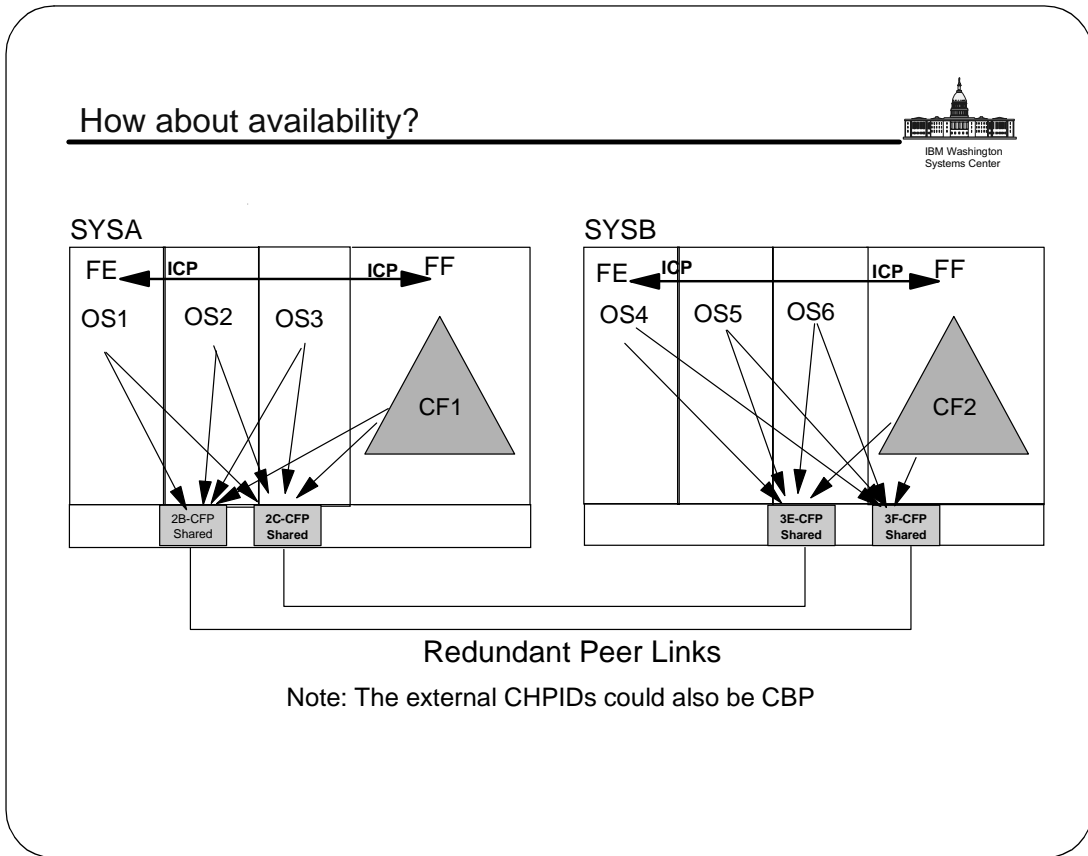 How about availability?
IBM Washington
Systems Center
SYSA
FE
ICP
ICP
FF
OS1
OS2
OS3
CF1
2B-CFP
Shared
2C-CFP
Shared
SYSB
FE
ICP
ICP
FF
OS4
OS5
OS6
CF2
3E-CFP
Shared
3F-CFP
Shared
Redundant Peer Links
Note: The external CHPIDs could also be CBP